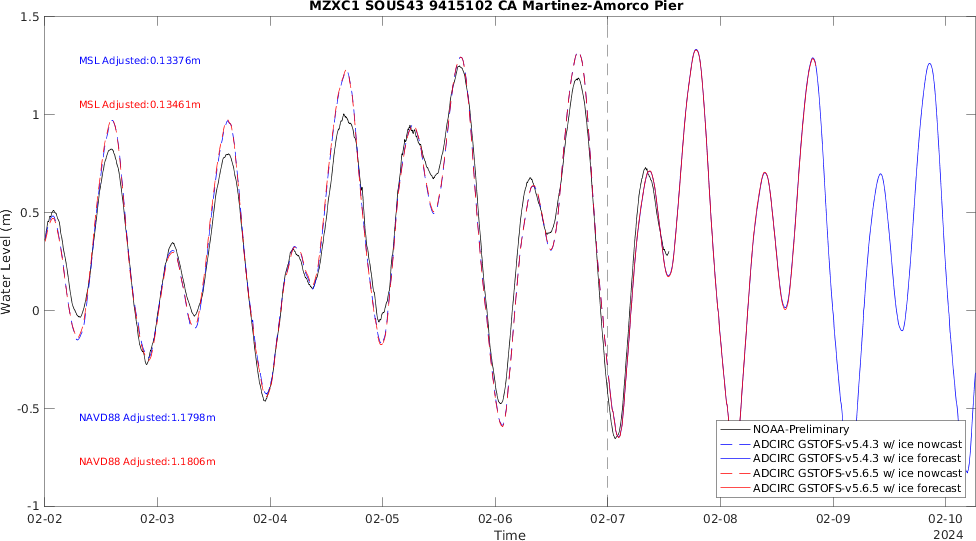 MZXC1 SOUS43 9415102 CA Martinez-Amorco Pier
1.5
1
0.5
0
-0.5
-1
Water Level (m)
MSL Adjusted:0.13376m
MSL Adjusted:0.13461m
NAVD88 Adjusted:1.1798m
NAVD88 Adjusted:1.1806m
NOAA-Preliminary
ADCIRC GSTOFS-v5.4.3 w/ ice nowcast
ADCIRC GSTOFS-v5.4.3 w/ ice forecast
ADCIRC GSTOFS-v5.6.5 w/ ice nowcast
ADCIRC GSTOFS-v5.6.5 w/ ice forecast
02-02 02-03 02-04 02-05 02-06 02-07 02-08 02-09 02-10
Time 2024